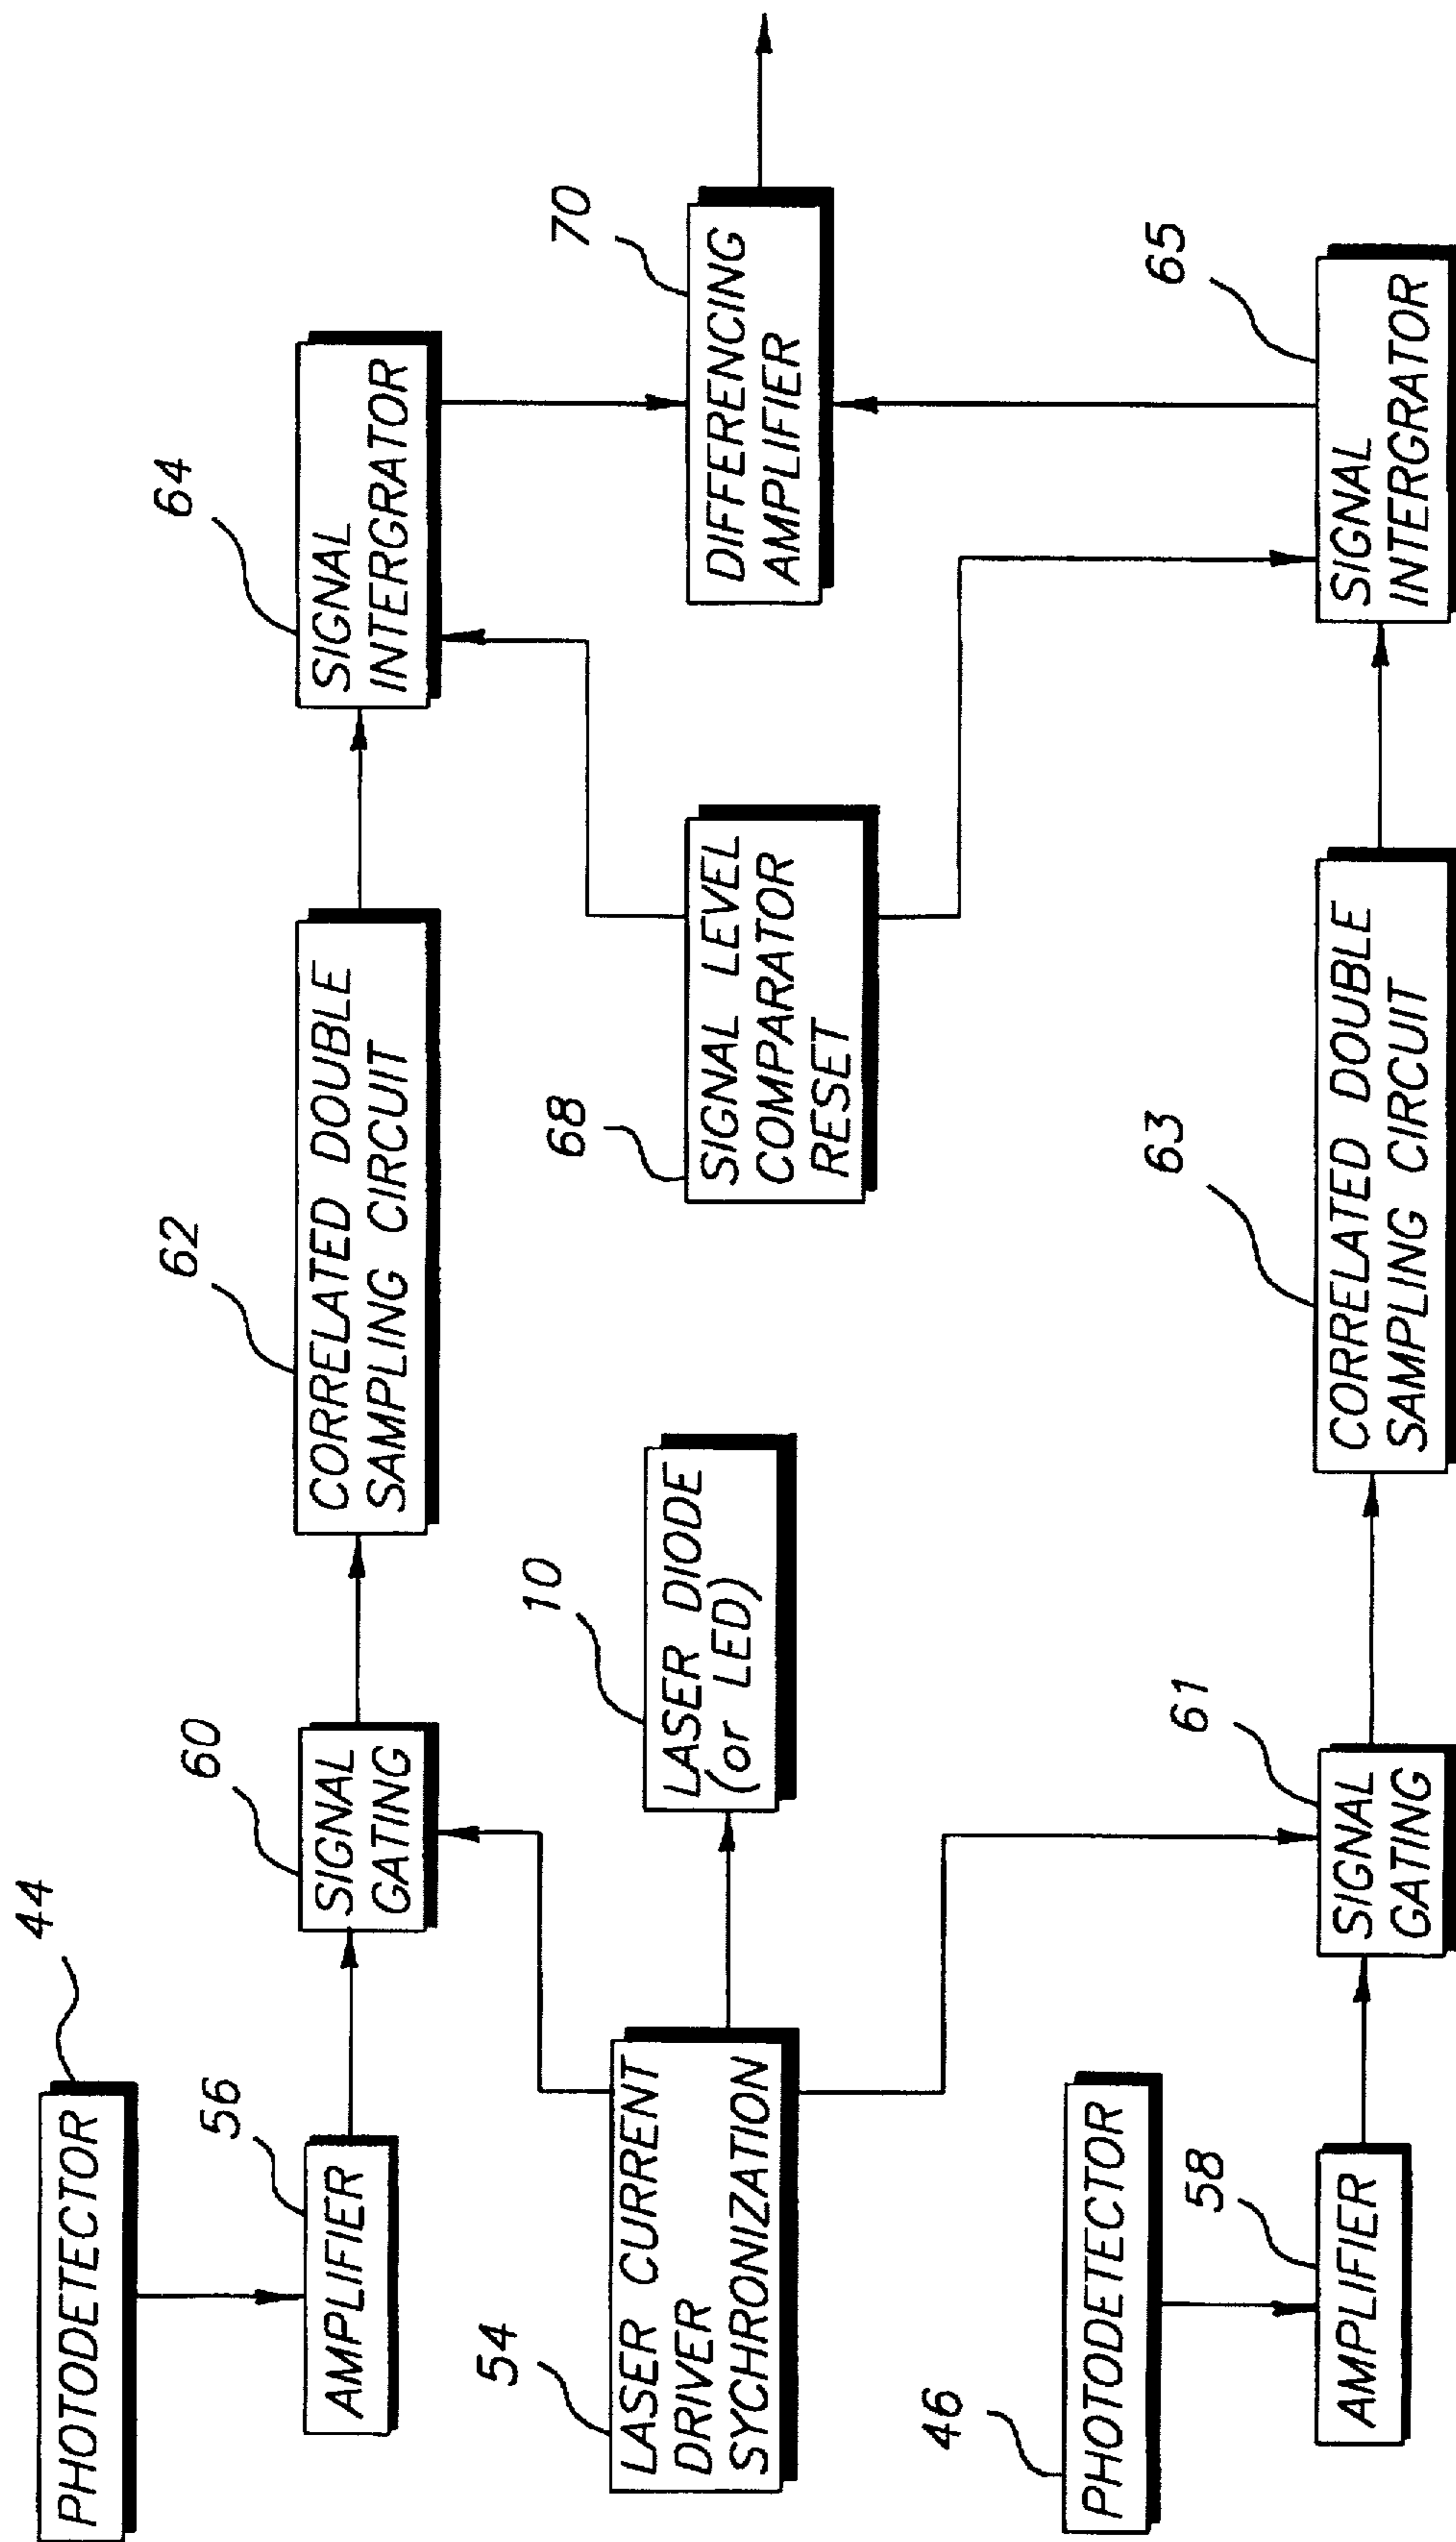 44
PHOTODETECTOR
56
AMPLIFIER
60
SIGNAL
GATING
62
CORRELATED DOUBLE
SAMPLING CIRCUIT
64
SIGNAL
INTERGRATOR
54
LASER CURRENT
DRIVER
SYCHRONIZATION
10
LASER DIODE
(or LED)
68
SIGNAL LEVEL
COMPARATOR
RESET
70
DIFFERENCING
AMPLIFIER
46
PHOTODETECTOR
58
AMPLIFIER
61
SIGNAL
GATING
63
CORRELATED DOUBLE
SAMPLING CIRCUIT
65
SIGNAL
INTERGRATOR